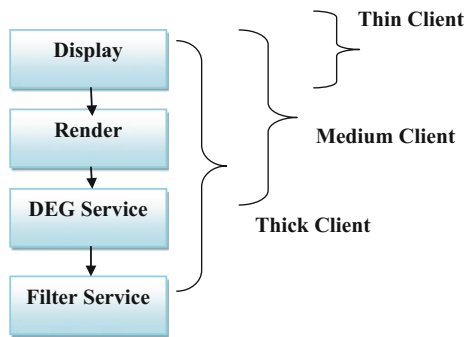 Thin Client
Display
Render
Medium Client
DEG Service
Thick Client
Filter Service